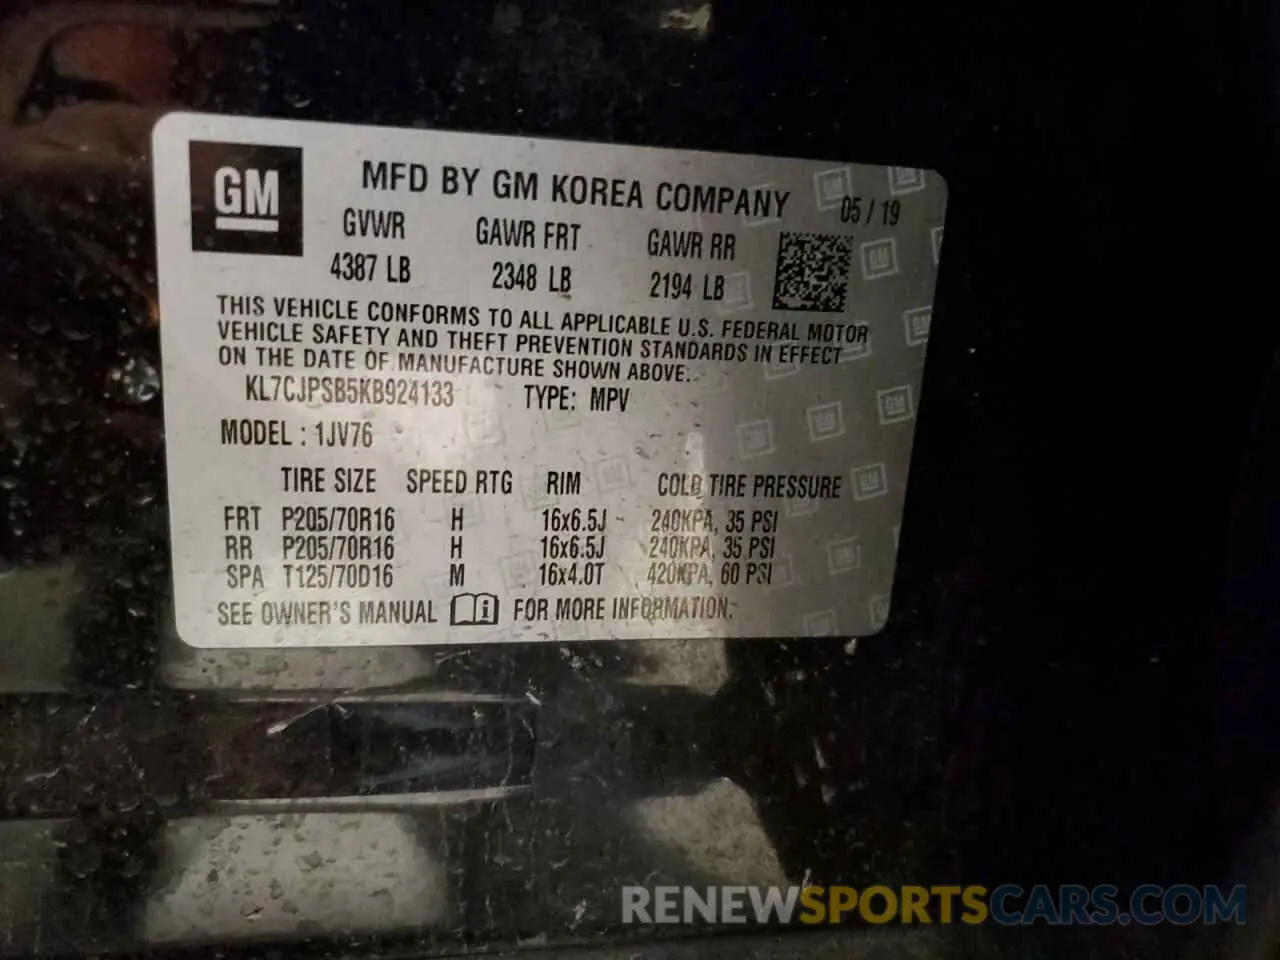 GM
MFD BY GM KOREA COMPANY 05 / 19
GVWR GAWR FRT GAWR RR
4387 LB 2348 LB 2194 LB
THIS VEHICLE CONFORMS TO ALL APPLICABLE U.S. FEDERAL MOTOR
VEHICLE SAFETY AND THEFT PREVENTION STANDARDS IN EFFECT
ON THE DATE OF MANUFACTURE SHOWN ABOVE.
KL7CJPSB5KB924133 TYPE: MPV
MODEL : 1JV76
TIRE SIZE SPEED RTG RIM COLD TIRE PRESSURE
FRT P205/70R16 H 16x6.5J 240KPA, 35 PSI
RR P205/70R16 H 16x6.5J 240KPA, 35 PSI
SPA T125/70D16 M 16x4.0T 420KPA, 60 PSI
SEE OWNER'S MANUAL i FOR MORE INFORMATION.
RENEWSPORTSCARS.COM